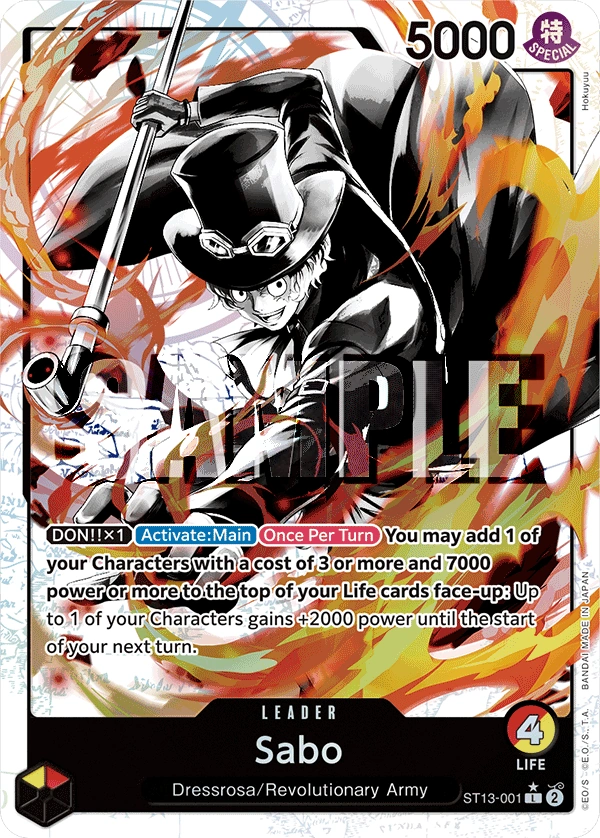 5000
特
SPECIAL
Hokuyuu
SAMPLE
DON!!×1 Activate:Main Once Per Turn You may add 1 of
your Characters with a cost of 3 or more and 7000
power or more to the top of your Life cards face-up: Up
to 1 of your Characters gains +2000 power until the start
of your next turn.
©E.O./S., T.A. BANDAI MADE IN JAPAN
©EO/S
LEADER
Sabo
4
LIFE
Dressrosa/Revolutionary Army
ST13-001 ★ L 2